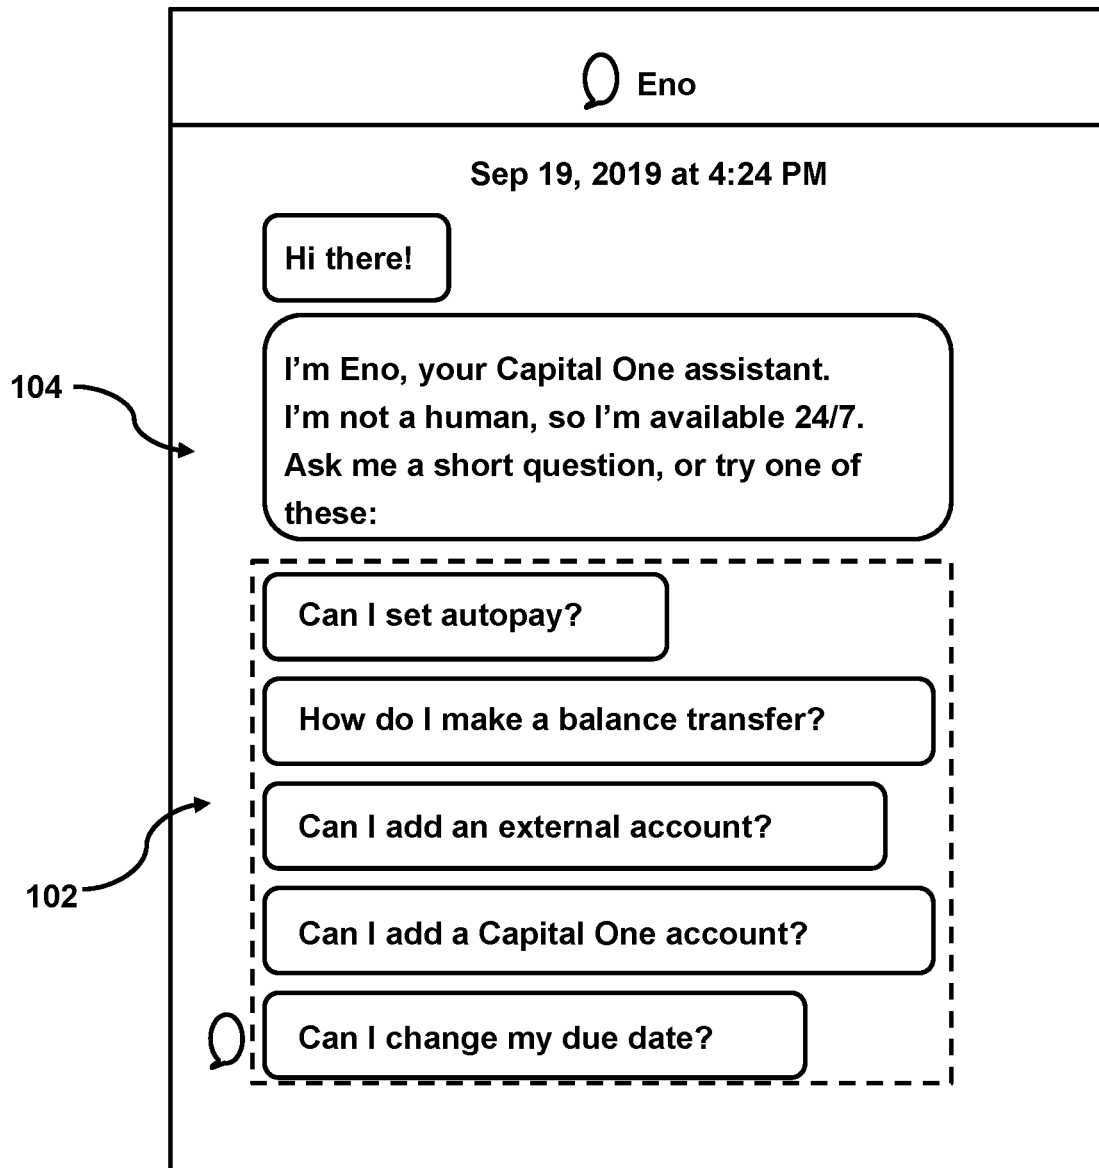 Eno
Sep 19, 2019 at 4:24 PM
Hi there!
I’m Eno, your Capital One assistant.
I’m not a human, so I’m available 24/7.
Ask me a short question, or try one of
these:
104
Can I set autopay?
How do I make a balance transfer?
Can I add an external account?
102
Can I add a Capital One account?
Can I change my due date?